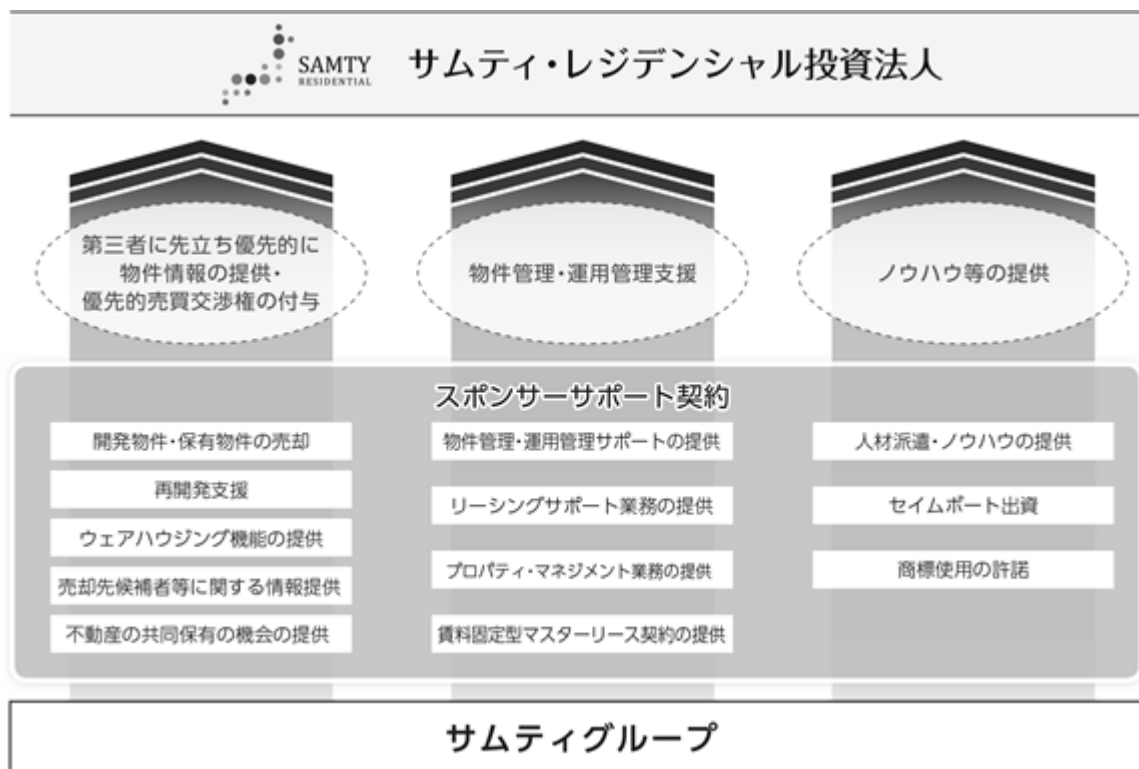 SAMTY
RESIDENTIAL
サムティ・レジデンシャル投資法人
第三者に先立ち優先的に
物件情報の提供・
優先的売買交渉権の付与
物件管理・運用管理支援
ノウハウ等の提供
スポンサーサポート契約
開発物件・保有物件の売却
再開発支援
ウェアハウジング機能の提供
売却先候補者等に関する情報提供
不動産の共同保有の機会の提供
物件管理・運用管理サポートの提供
リーシングサポート業務の提供
プロパティ・マネジメント業務の提供
賃料固定型マスターリース契約の提供
人材派遣・ノウハウの提供
セイムボート出資
商標使用の許諾
サムティグループ